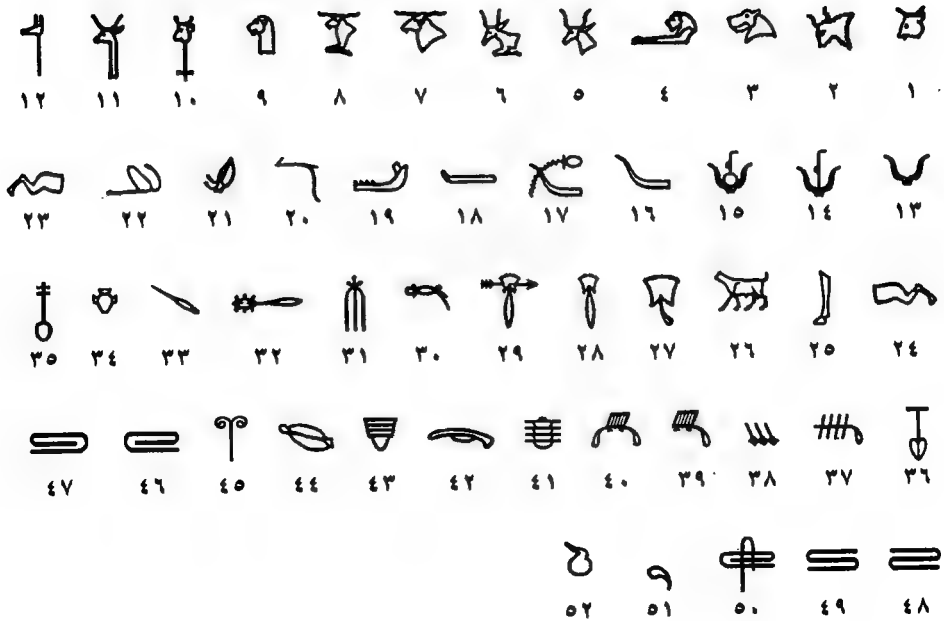 ١ ٢ ٣ ٤ ٥ ٦ ٧ ٨ ٩ ١٠ ١١ ١٢
١٣ ١٤ ١٥ ١٦ ١٧ ١٨ ١٩ ٢٠ ٢١ ٢٢ ٢٣
٢٤ ٢٥ ٢٦ ٢٧ ٢٨ ٢٩ ٣٠ ٣١ ٣٢ ٣٣ ٣٤ ٣٥
٣٦ ٣٧ ٣٨ ٣٩ ٤٠ ٤١ ٤٢ ٤٣ ٤٤ ٤٥ ٤٦ ٤٧
٤٨ ٤٩ ٥٠ ٥١ ٥٢